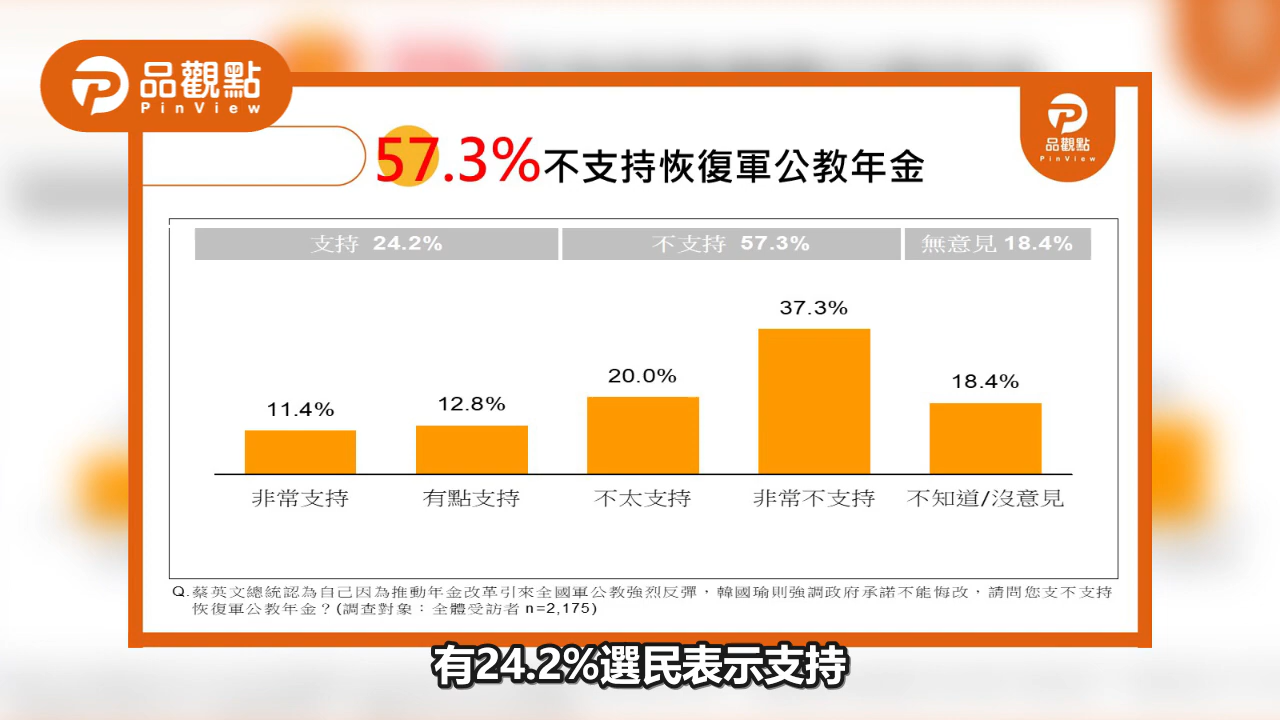 品觀點
PinView
品觀點
PinView
57.3%不支持恢復軍公教年金
支持 24.2%
不支持 57.3%
無意見 18.4%
11.4%
12.8%
20.0%
37.3%
18.4%
非常支持
有點支持
不太支持
非常不支持
不知道/沒意見
Q.蔡英文總統認為自己因為推動年金改革引來全國軍公教強烈反彈，韓國瑜則強調政府承諾不能悔改，請問您支不支持
恢復軍公教年金？(調查對象：全體受訪者 n=2,175)
有24.2%選民表示支持